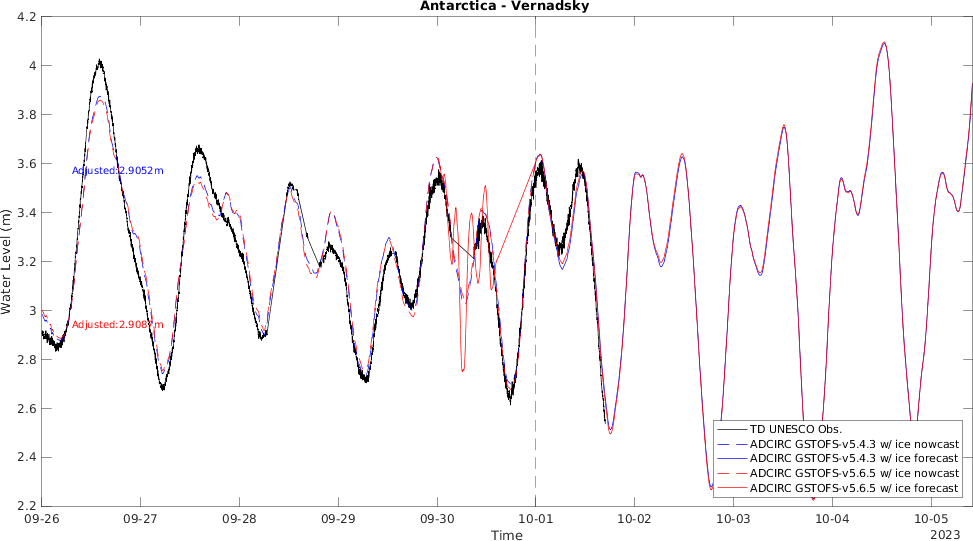 Antarctica - Vernadsky
4.2
4
3.8
3.6
3.4
3.2
3
2.8
2.6
2.4
2.2
Water Level (m)
Adjusted:2.9052m
Adjusted:2.9087m
TD UNESCO Obs.
ADCIRC GSTOFS-v5.4.3 w/ ice nowcast
ADCIRC GSTOFS-v5.4.3 w/ ice forecast
ADCIRC GSTOFS-v5.6.5 w/ ice nowcast
ADCIRC GSTOFS-v5.6.5 w/ ice forecast
09-26 09-27 09-28 09-29 09-30 10-01 10-02 10-03 10-04 10-05
Time
2023